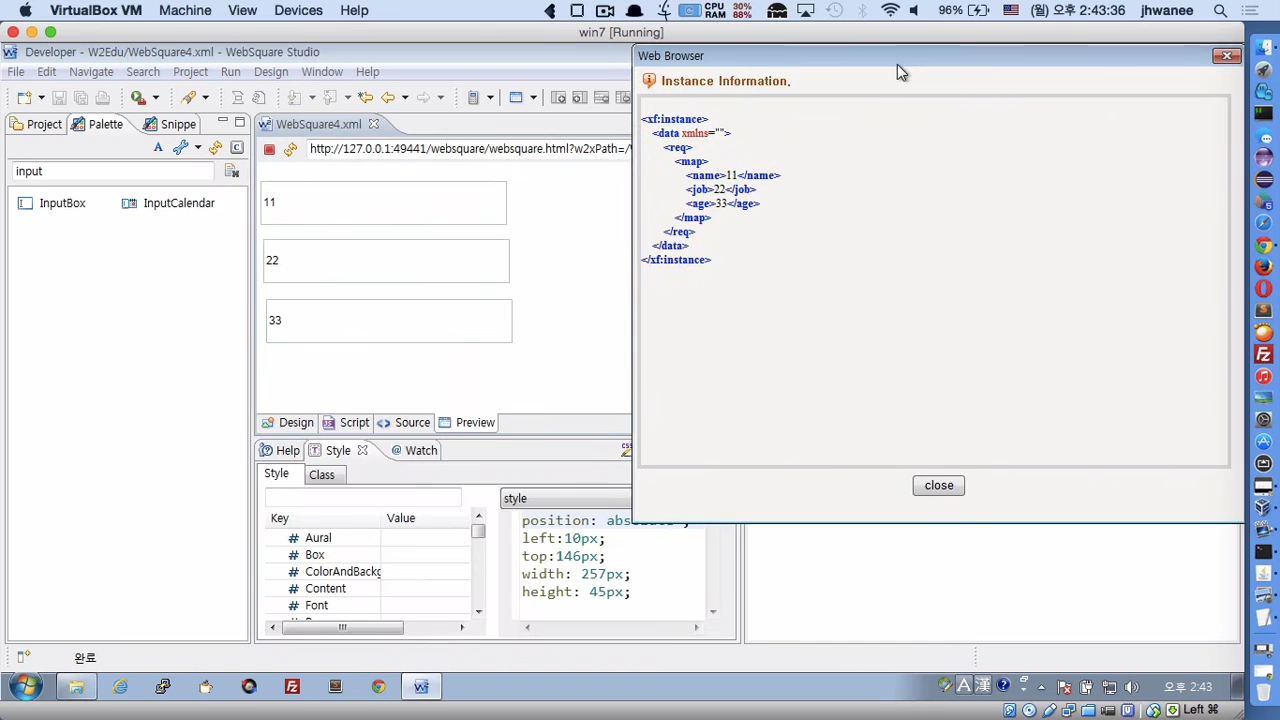 VirtualBox VM Machine View Devices Help
CPU RAM 30% 88%
96% (월) 오후 2:43:36 jhwanee
win7 [Running]
Developer - W2Edu/WebSquare4.xml - WebSquare Studio
File Edit Navigate Search Project Run Design Window Help
Project Palette Snippe
input
InputBox InputCalendar
WebSquare4.xml
http://127.0.0.1:49441/websquare/websquare.html?w2xPath=/
11
22
33
Design Script Source Preview
Help Style Watch
Style Class
Key Value
Aural
Box
ColorAndBackg
Content
Font
style
position: absolute;
left:10px;
top:146px;
width: 257px;
height: 45px;
Web Browser
Instance Information.
<xf:instance>
<data xmlns="">
<req>
<map>
<name>11</name>
<job>22</job>
<age>33</age>
</map>
</req>
</data>
</xf:instance>
close
완료
A 漢 오후 2:43
Left ⌘